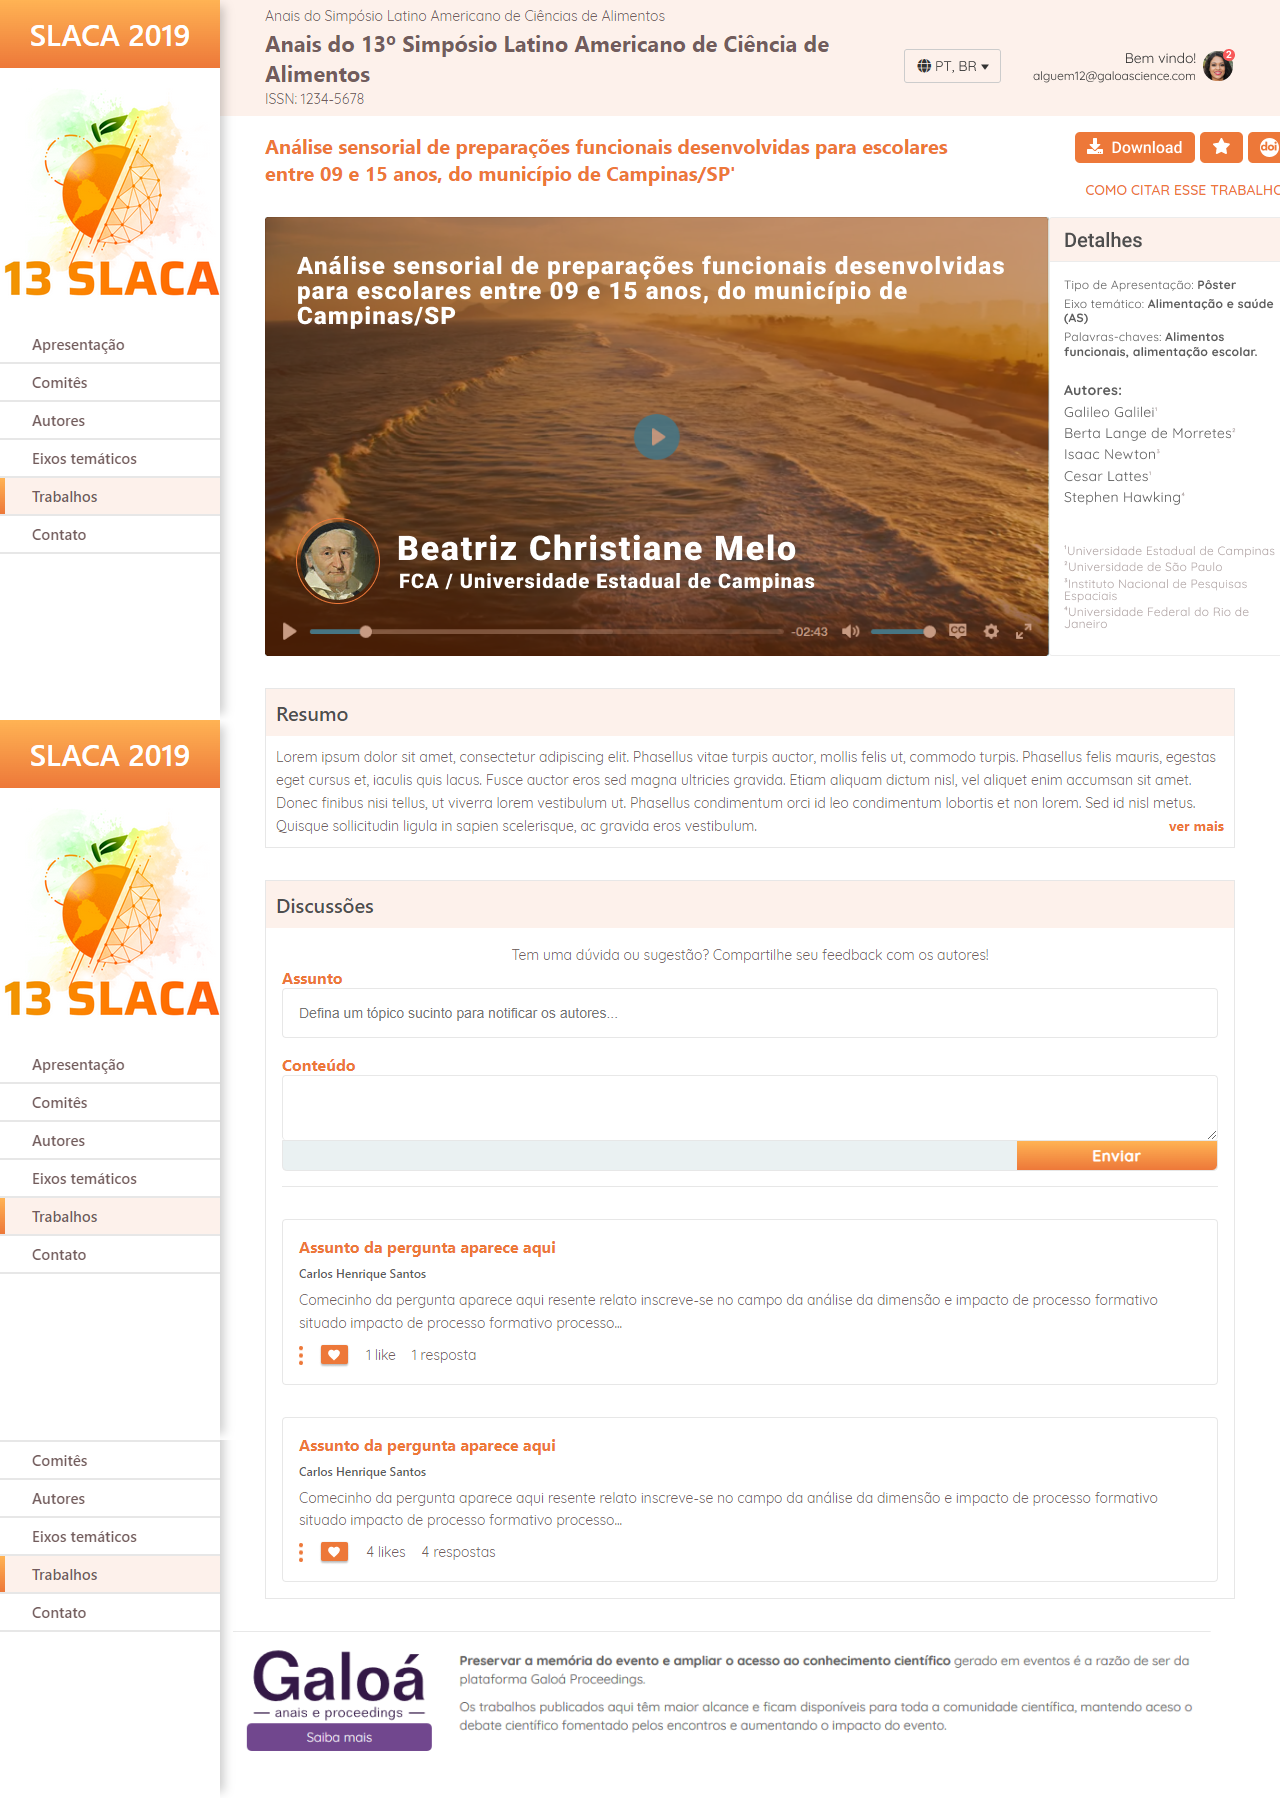 SLACA 2019
13 SLACA
Apresentação
Comitês
Autores
Eixos temáticos
Trabalhos
Contato
SLACA 2019
13 SLACA
Apresentação
Comitês
Autores
Eixos temáticos
Trabalhos
Contato
Comitês
Autores
Eixos temáticos
Trabalhos
Contato
Anais do Simpósio Latino Americano de Ciências de Alimentos
Anais do 13º Simpósio Latino Americano de Ciência de
Alimentos
ISSN: 1234-5678
PT, BR
Bem vindo!
alguem12@galoascience.com
2
Análise sensorial de preparações funcionais desenvolvidas para escolares
entre 09 e 15 anos, do município de Campinas/SP'
Download
doi
COMO CITAR ESSE TRABALHO
Análise sensorial de preparações funcionais desenvolvidas
para escolares entre 09 e 15 anos, do município de
Campinas/SP
Beatriz Christiane Melo
FCA / Universidade Estadual de Campinas
-02:43
CC
Detalhes
Tipo de Apresentação: Pôster
Eixo temático: Alimentação e saúde
(AS)
Palavras-chaves: Alimentos
funcionais, alimentação escolar.
Autores:
Galileo Galilei¹
Berta Lange de Morretes²
Isaac Newton³
Cesar Lattes¹
Stephen Hawking⁴
¹Universidade Estadual de Campinas
²Universidade de São Paulo
³Instituto Nacional de Pesquisas
Espaciais
⁴Universidade Federal do Rio de
Janeiro
Resumo
Lorem ipsum dolor sit amet, consectetur adipiscing elit. Phasellus vitae turpis auctor, mollis felis ut, commodo turpis. Phasellus felis mauris, egestas
eget cursus et, iaculis quis lacus. Fusce auctor eros sed magna ultricies gravida. Etiam aliquam dictum nisl, vel aliquet enim accumsan sit amet.
Donec finibus nisi tellus, ut viverra lorem vestibulum ut. Phasellus condimentum orci id leo condimentum lobortis et non lorem. Sed id nisl metus.
Quisque sollicitudin ligula in sapien scelerisque, ac gravida eros vestibulum.
ver mais
Discussões
Tem uma dúvida ou sugestão? Compartilhe seu feedback com os autores!
Assunto
Defina um tópico sucinto para notificar os autores...
Conteúdo
Enviar
Assunto da pergunta aparece aqui
Carlos Henrique Santos
Comecinho da pergunta aparece aqui resente relato inscreve-se no campo da análise da dimensão e impacto de processo formativo
situado impacto de processo formativo processo...
1 like 1 resposta
Assunto da pergunta aparece aqui
Carlos Henrique Santos
Comecinho da pergunta aparece aqui resente relato inscreve-se no campo da análise da dimensão e impacto de processo formativo
situado impacto de processo formativo processo...
4 likes 4 respostas
Galoá
anais e proceedings
Saiba mais
Preservar a memória do evento e ampliar o acesso ao conhecimento científico gerado em eventos é a razão de ser da
plataforma Galoá Proceedings.
Os trabalhos publicados aqui têm maior alcance e ficam disponíveis para toda a comunidade científica, mantendo aceso o
debate científico fomentado pelos encontros e aumentando o impacto do evento.